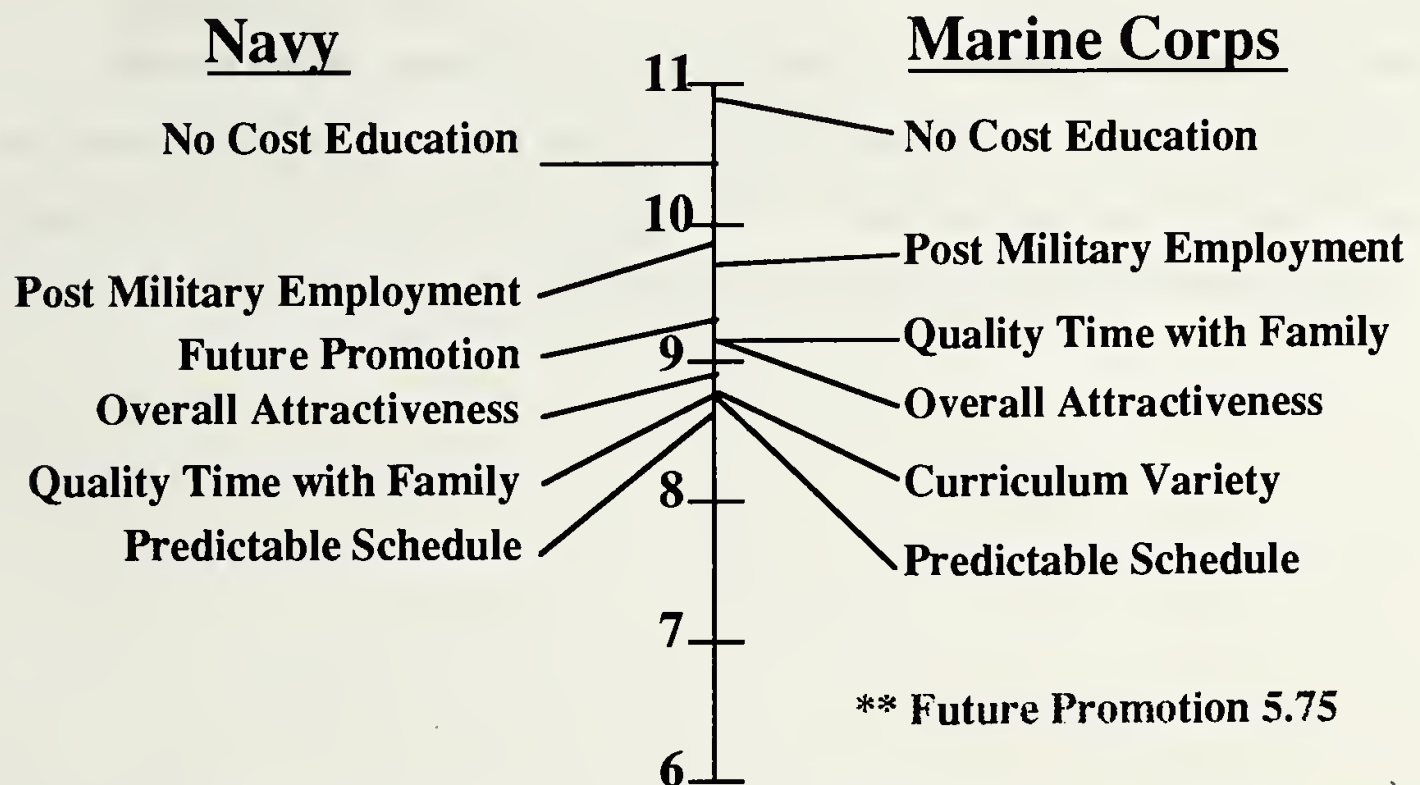 Navy
Marine Corps
11
No Cost Education
No Cost Education
10
Post Military Employment
Post Military Employment
Future Promotion
Quality Time with Family
9
Overall Attractiveness
Overall Attractiveness
Quality Time with Family
Curriculum Variety
8
Predictable Schedule
Predictable Schedule
7
** Future Promotion 5.75
6